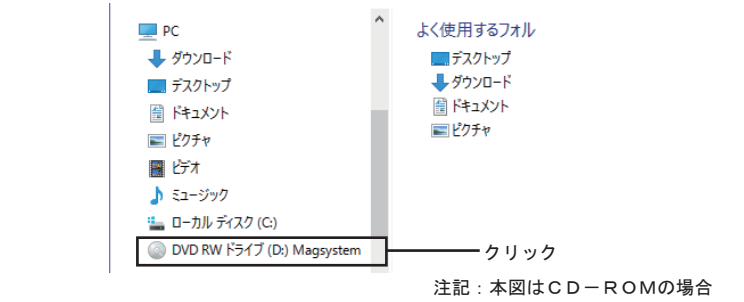 PC
ダウンロード
デスクトップ
ドキュメント
ピクチャ
ビデオ
ミュージック
ローカル ディスク (C:)
DVD RW ドライブ (D:) Magsystem
よく使用するフォル
デスクトップ
ダウンロード
ドキュメント
ピクチャ
クリック
注記：本図はCD－ROMの場合